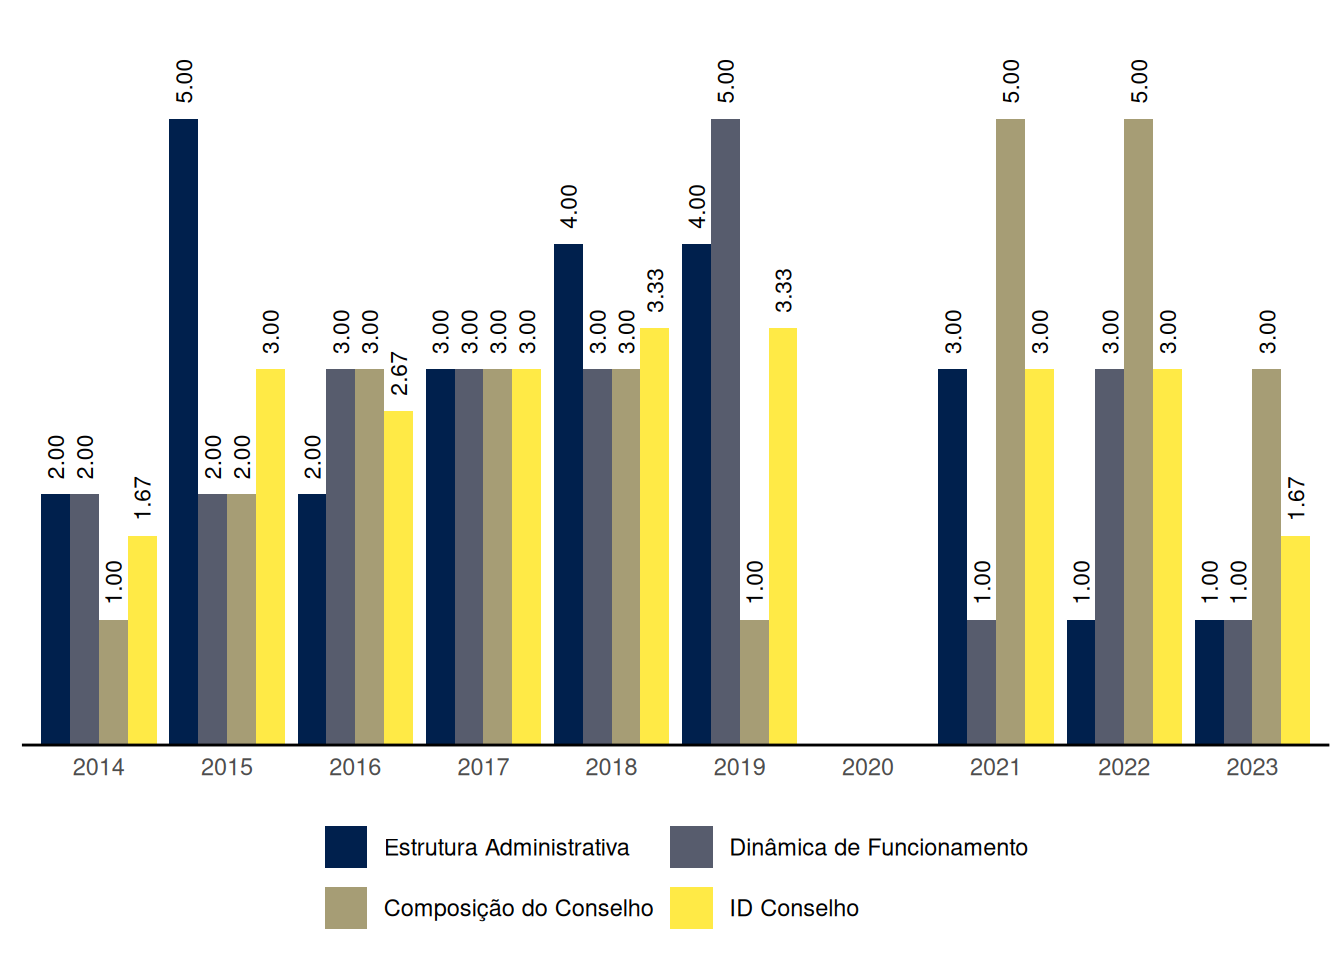 2.00 2.00 1.00 1.67
5.00 2.00 2.00 3.00
2.00 3.00 3.00 2.67
3.00 3.00 3.00 3.00
4.00 3.00 3.00 3.33
4.00 5.00 1.00 3.33
3.00 1.00 5.00 3.00
1.00 3.00 5.00 3.00
1.00 1.00 3.00 1.67
2014 2015 2016 2017 2018 2019 2020 2021 2022 2023
Estrutura Administrativa Dinâmica de Funcionamento
Composição do Conselho ID Conselho